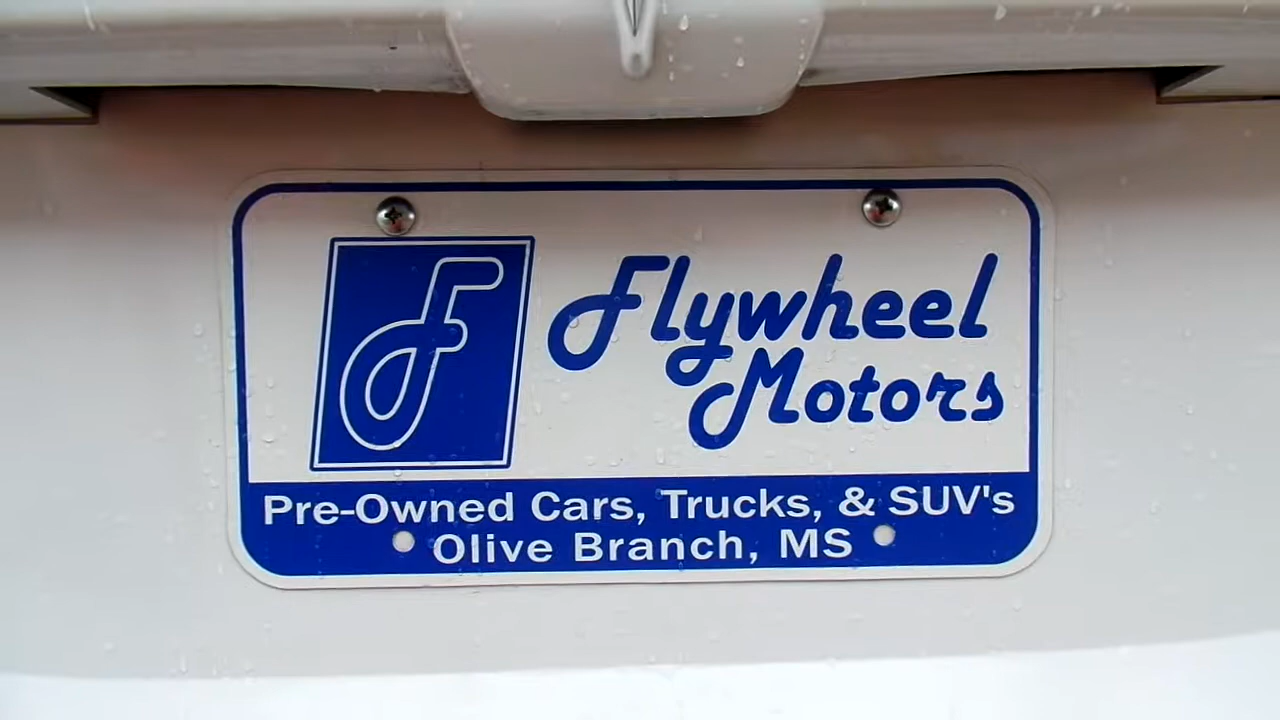 F
Flywheel
Motors
Pre-Owned Cars, Trucks, & SUV's
Olive Branch, MS